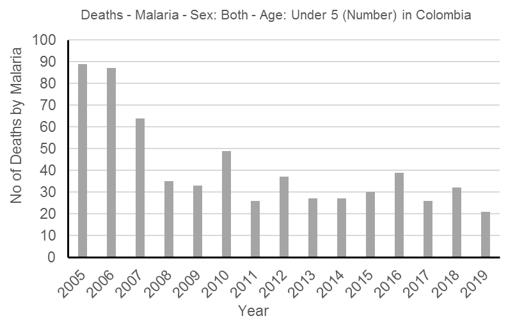 Deaths - Malaria - Sex: Both - Age: Under 5 (Number) in Colombia
No of Deaths by Malaria
100
90
80
70
60
50
40
30
20
10
0
2005 2006 2007 2008 2009 2010 2011 2012 2013 2014 2015 2016 2017 2018 2019
Year